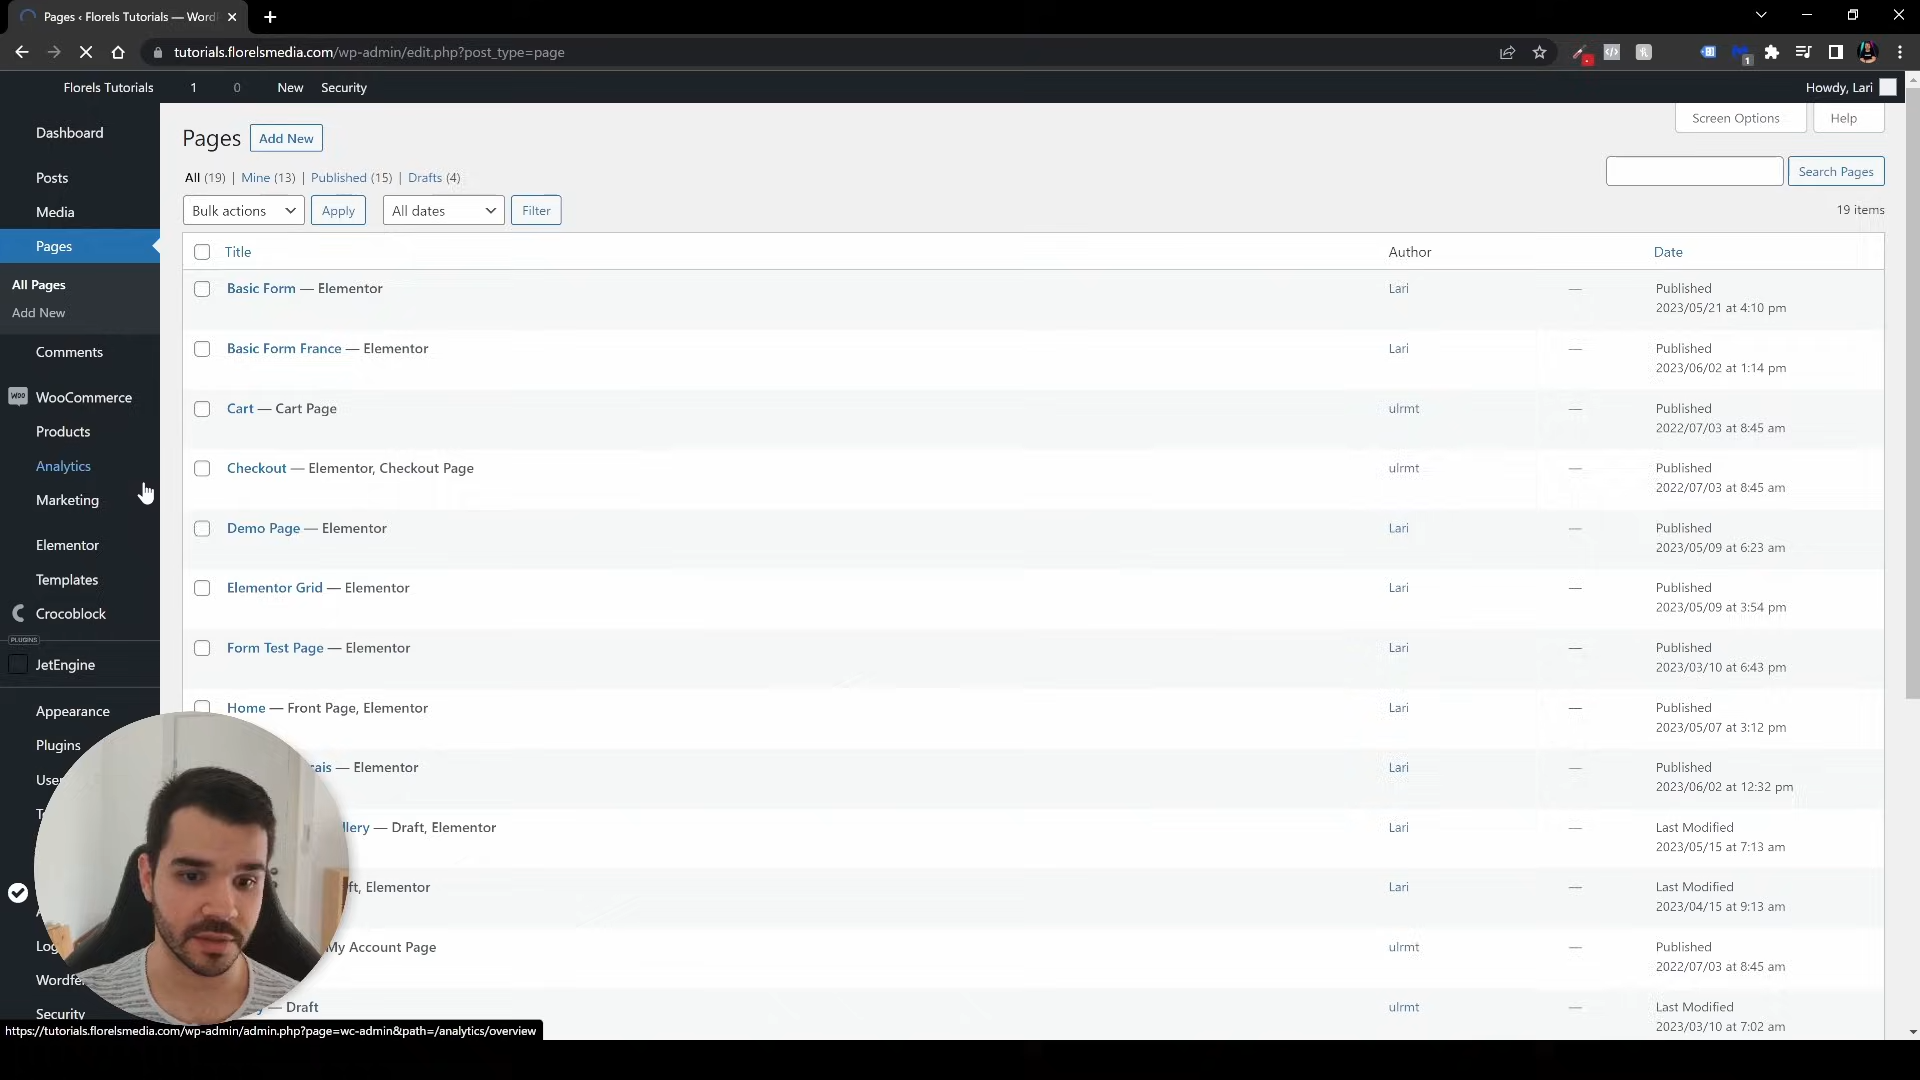 Pages ‹ Florels Tutorials — Word
tutorials.florelsmedia.com/wp-admin/edit.php?post_type=page
1
Florels Tutorials 1 0 New Security
Howdy, Lari
Dashboard
Posts
Media
Pages
All Pages
Add New
Comments
WOO WooCommerce
Products
Analytics
Marketing
Elementor
Templates
Crocoblock
PLUGINS
JetEngine
Appearance
Plugins
Security
Screen Options
Help
Pages Add New
All (19) | Mine (13) | Published (15) | Drafts (4)
Search Pages
Bulk actions Apply All dates Filter
19 items
Title Author Date
Basic Form — Elementor Lari — Published
2023/05/21 at 4:10 pm
Basic Form France — Elementor Lari — Published
2023/06/02 at 1:14 pm
Cart — Cart Page ulrmt — Published
2022/07/03 at 8:45 am
Checkout — Elementor, Checkout Page ulrmt — Published
2022/07/03 at 8:45 am
Demo Page — Elementor Lari — Published
2023/05/09 at 6:23 am
Elementor Grid — Elementor Lari — Published
2023/05/09 at 3:54 pm
Form Test Page — Elementor Lari — Published
2023/03/10 at 6:43 pm
Home — Front Page, Elementor Lari — Published
2023/05/07 at 3:12 pm
— Elementor Lari — Published
2023/06/02 at 12:32 pm
— Draft, Elementor Lari — Last Modified
2023/05/15 at 7:13 am
Elementor Lari — Last Modified
2023/04/15 at 9:13 am
My Account Page ulrmt — Published
2022/07/03 at 8:45 am
— Draft ulrmt — Last Modified
2023/03/10 at 7:02 am
https://tutorials.florelsmedia.com/wp-admin/admin.php?page=wc-admin&path=/analytics/overview